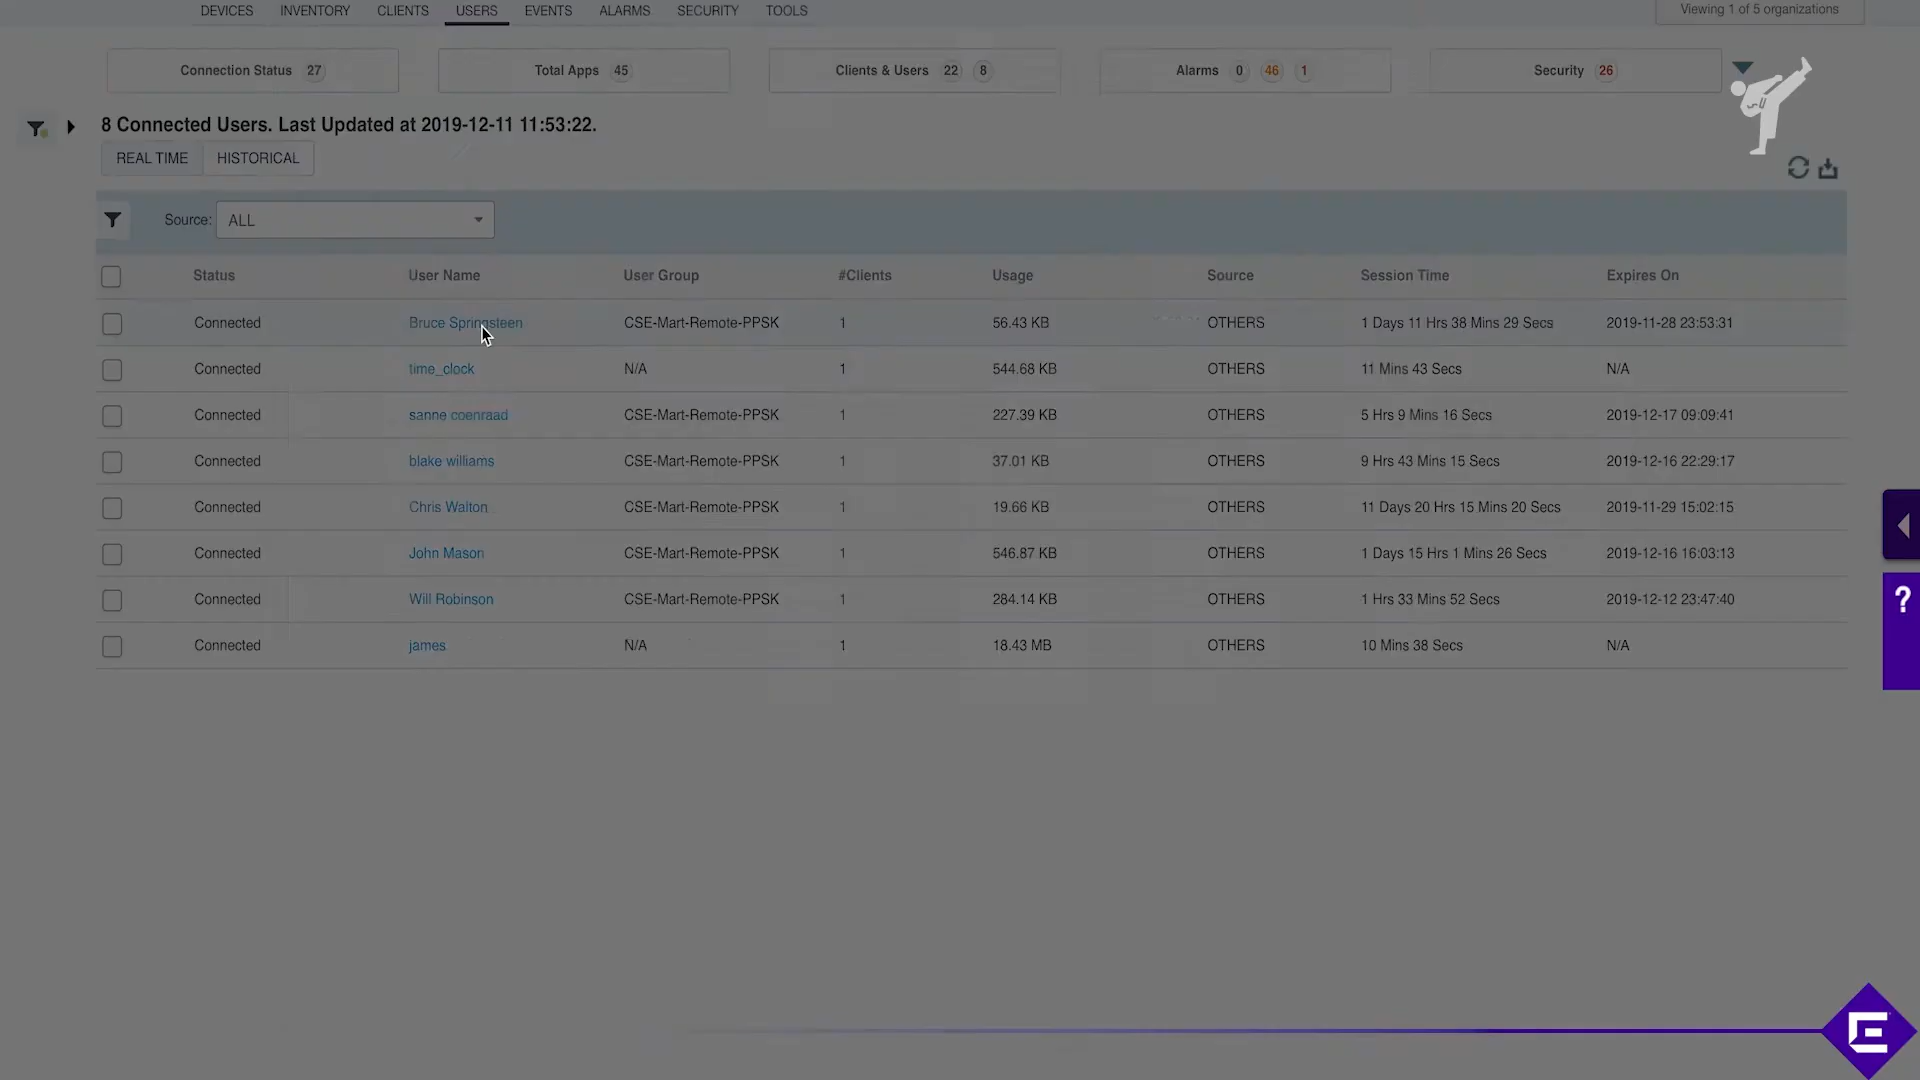 DEVICES INVENTORY CLIENTS USERS EVENTS ALARMS SECURITY TOOLS Viewing 1 of 5 organizations
Connection Status 27 Total Apps 45 Clients & Users 22 8 Alarms 0 46 1 Security 26
8 Connected Users. Last Updated at 2019-12-11 11:53:22.
REAL TIME HISTORICAL
Source: ALL
Status User Name User Group #Clients Usage Source Session Time Expires On
Connected Bruce Springsteen CSE-Mart-Remote-PPSK 1 56.43 KB OTHERS 1 Days 11 Hrs 38 Mins 29 Secs 2019-11-28 23:53:31
Connected time_clock N/A 1 544.68 KB OTHERS 11 Mins 43 Secs N/A
Connected sanne coenraad CSE-Mart-Remote-PPSK 1 227.39 KB OTHERS 5 Hrs 9 Mins 16 Secs 2019-12-17 09:09:41
Connected blake williams CSE-Mart-Remote-PPSK 1 37.01 KB OTHERS 9 Hrs 43 Mins 15 Secs 2019-12-16 22:29:17
Connected Chris Walton CSE-Mart-Remote-PPSK 1 19.66 KB OTHERS 11 Days 20 Hrs 15 Mins 20 Secs 2019-11-29 15:02:15
Connected John Mason CSE-Mart-Remote-PPSK 1 546.87 KB OTHERS 1 Days 15 Hrs 1 Mins 26 Secs 2019-12-16 16:03:13
Connected Will Robinson CSE-Mart-Remote-PPSK 1 284.14 KB OTHERS 1 Hrs 33 Mins 52 Secs 2019-12-12 23:47:40
Connected james N/A 1 18.43 MB OTHERS 10 Mins 38 Secs N/A
?
E